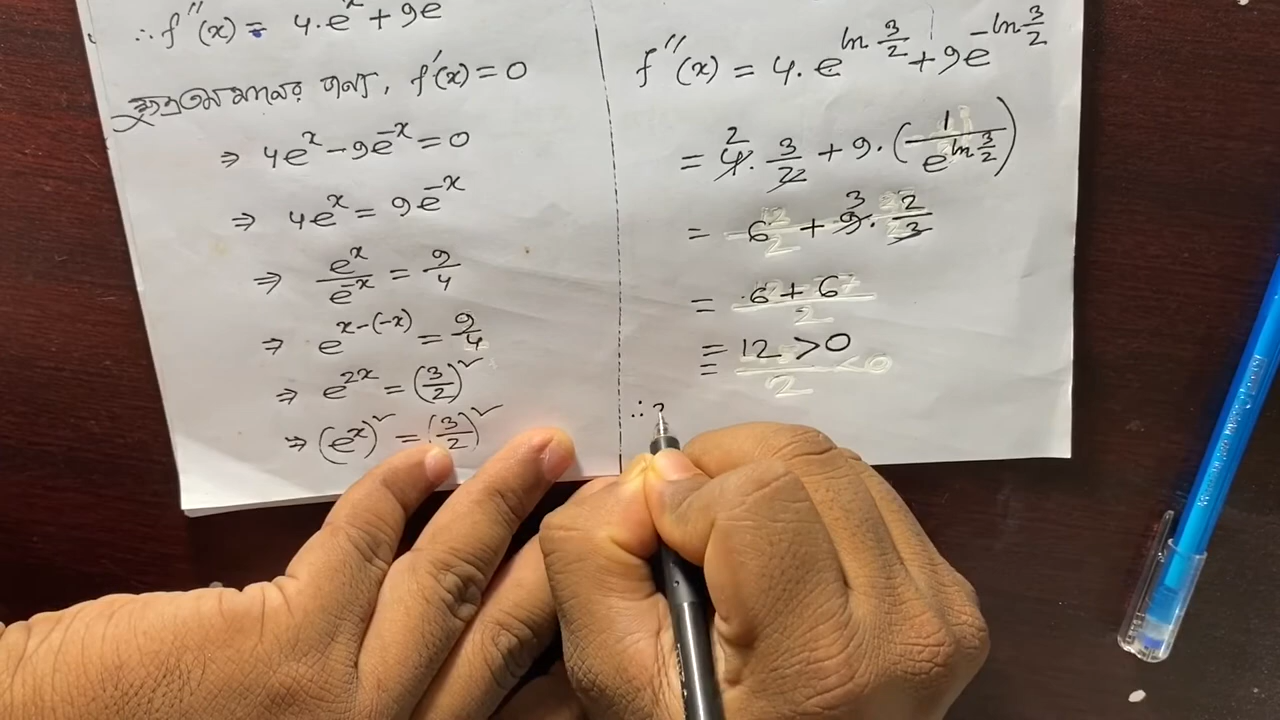 ∴ f''(x) = 4.e^x + 9e
ক্ষুদ্রতম মানের জন্য, f'(x) = 0
⇒ 4e^x - 9e^-x = 0
⇒ 4e^x = 9e^-x
⇒ e^x/e^-x = 9/4
⇒ e^x-(-x) = 9/4
⇒ e^2x = (3/2)^2
⇒ (e^x)^2 = (3/2)^2
f''(x) = 4. e^ln 3/2 + 9e^-ln 3/2
= 4. 3/2 + 9. (1/e^ln 3/2)
= 6 + 9. 2/3
= 6 + 6
= 12 > 0
∴